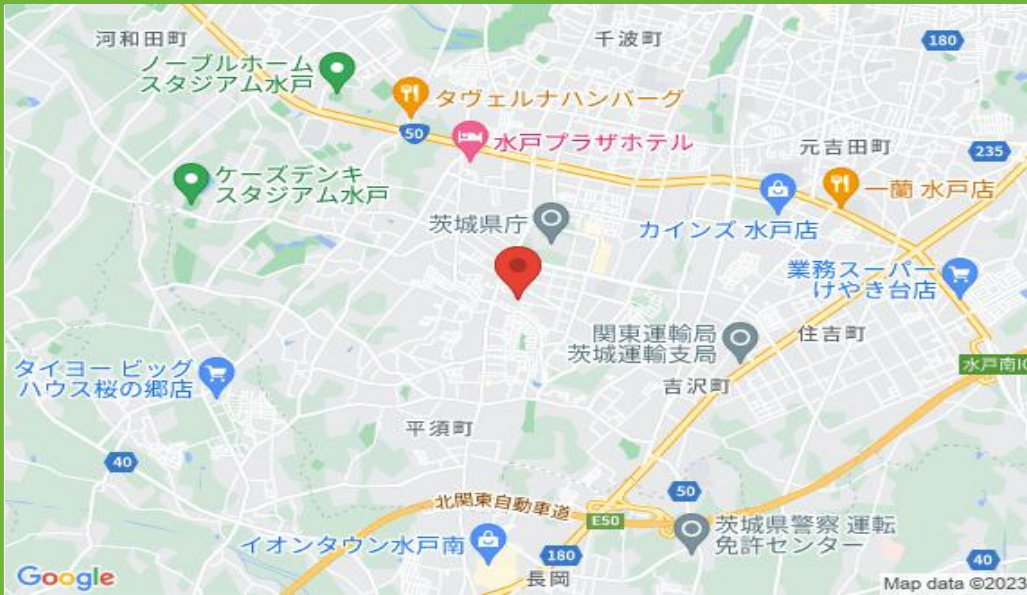 河和田町
千波町
180
ノーブルホーム
スタジアム水戸
タヴェルナハンバーグ
50
水戸プラザホテル
元吉田町
235
ケーズデンキ
スタジアム水戸
一蘭 水戸店
茨城県庁
カインズ 水戸店
業務スーパー
けやき台店
関東運輸局
茨城運輸支局
住吉町
水戸南IC
タイヨー ビッグ
ハウス桜の郷店
吉沢町
平須町
40
50
北関東自動車道
E50
茨城県警察 運転
免許センター
イオンタウン水戸南
180
40
長岡
Google
Map data ©2023